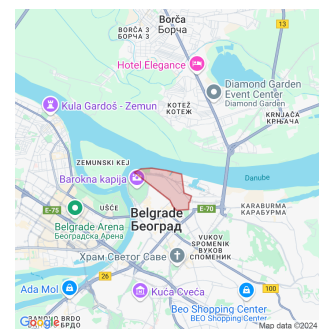 Borča
Борча
BORČA 3
БОРЧА 3
Hotel Elegance
Diamond Garden
Event Center
Diamond Garden
Kula Gardoš - Zemun
KOTEŽ
КОТЕЖ
KRNJAČA
КРЊАЧА
ZEMUNSKI KEJ
Barokna kapija
Danube
E-75
UŠĆE
E-70
KARABURMA
КАРАБУРМА
Belgrade
Београд
Belgrade Arena
Београдска Арена
VUKOV
SPOMENIK
ВУКОВ
СПОМЕНИК
Храм Светог Саве
26
100
Ada Mol
Kuća Cveća
Beo Shopping Center
BEO Shopping Center
NOVO BRDO
БРДО
Google
Map data ©2024